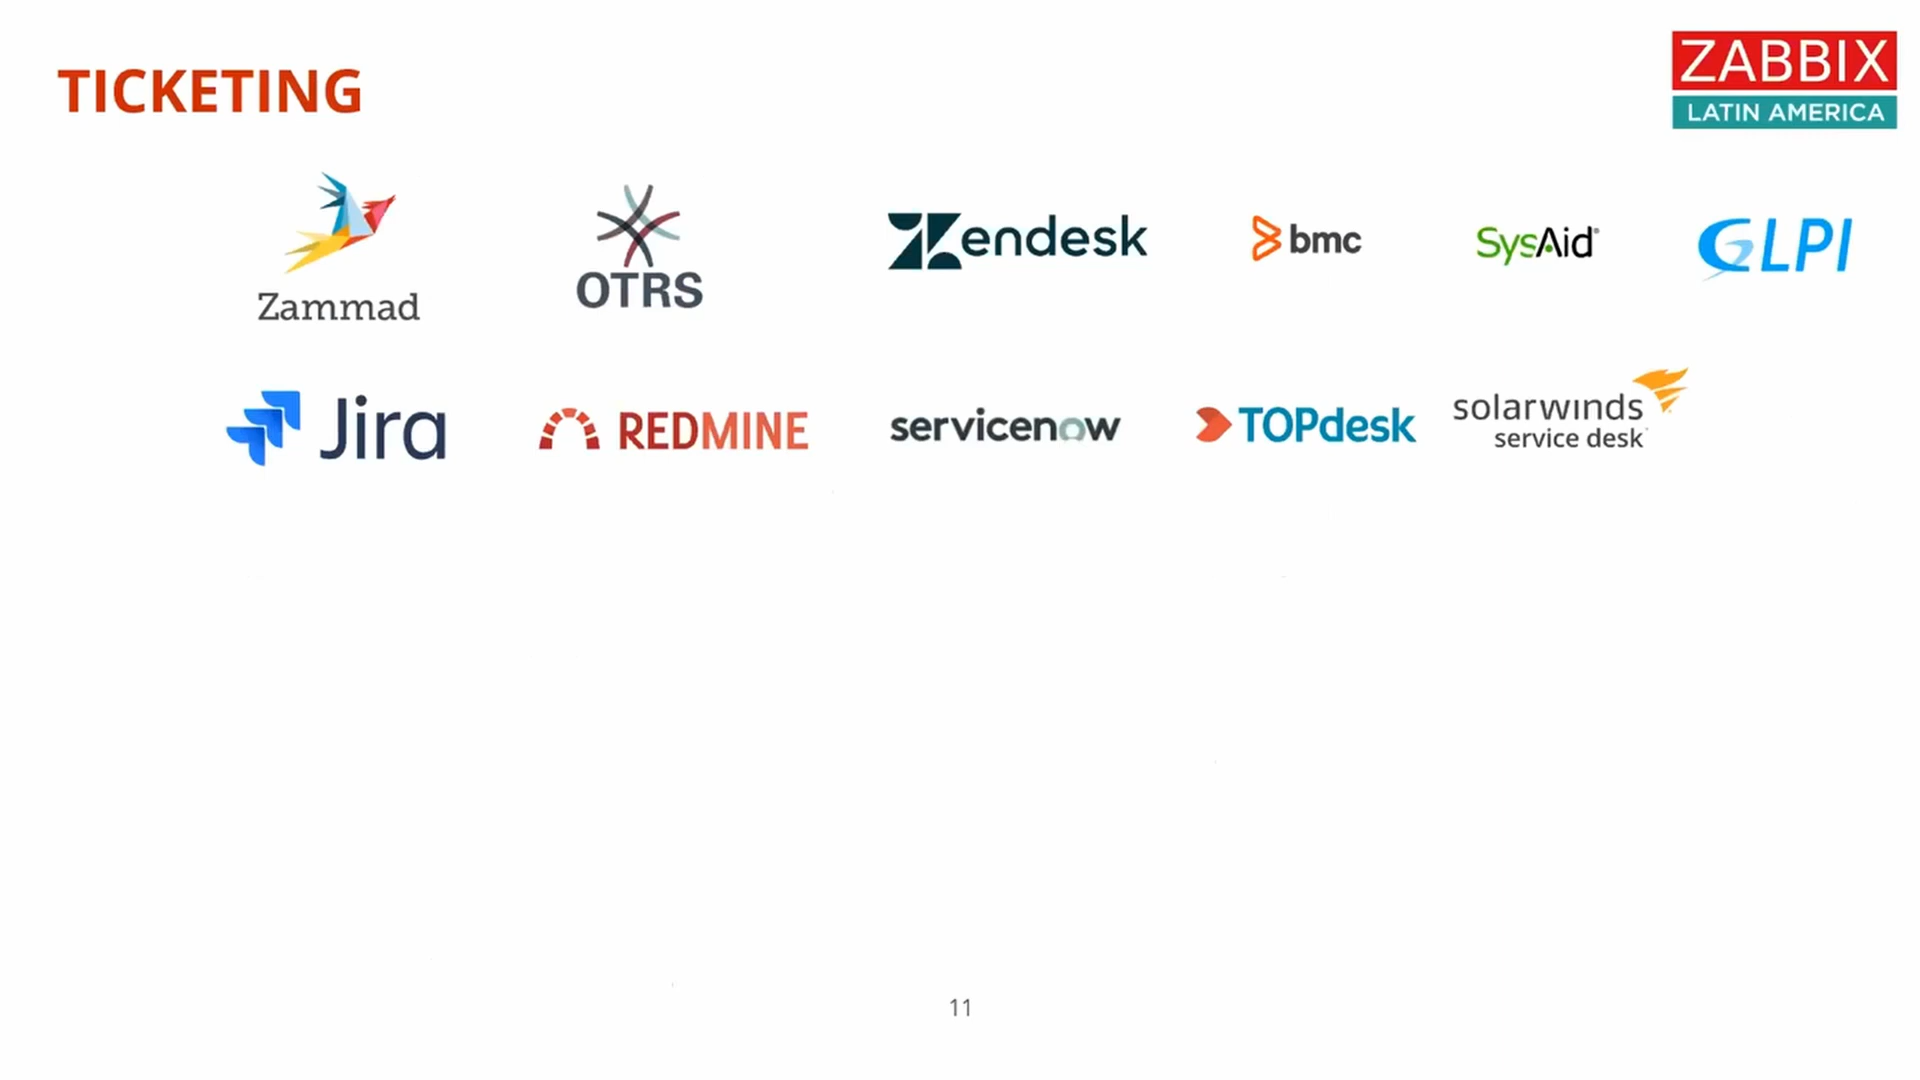 TICKETING
ZABBIX
LATIN AMERICA
Zammad
OTRS
Zendesk
bmc
SysAid®
GLPI
Jira
REDMINE
servicenow
TOPdesk
solarwinds
service desk
11